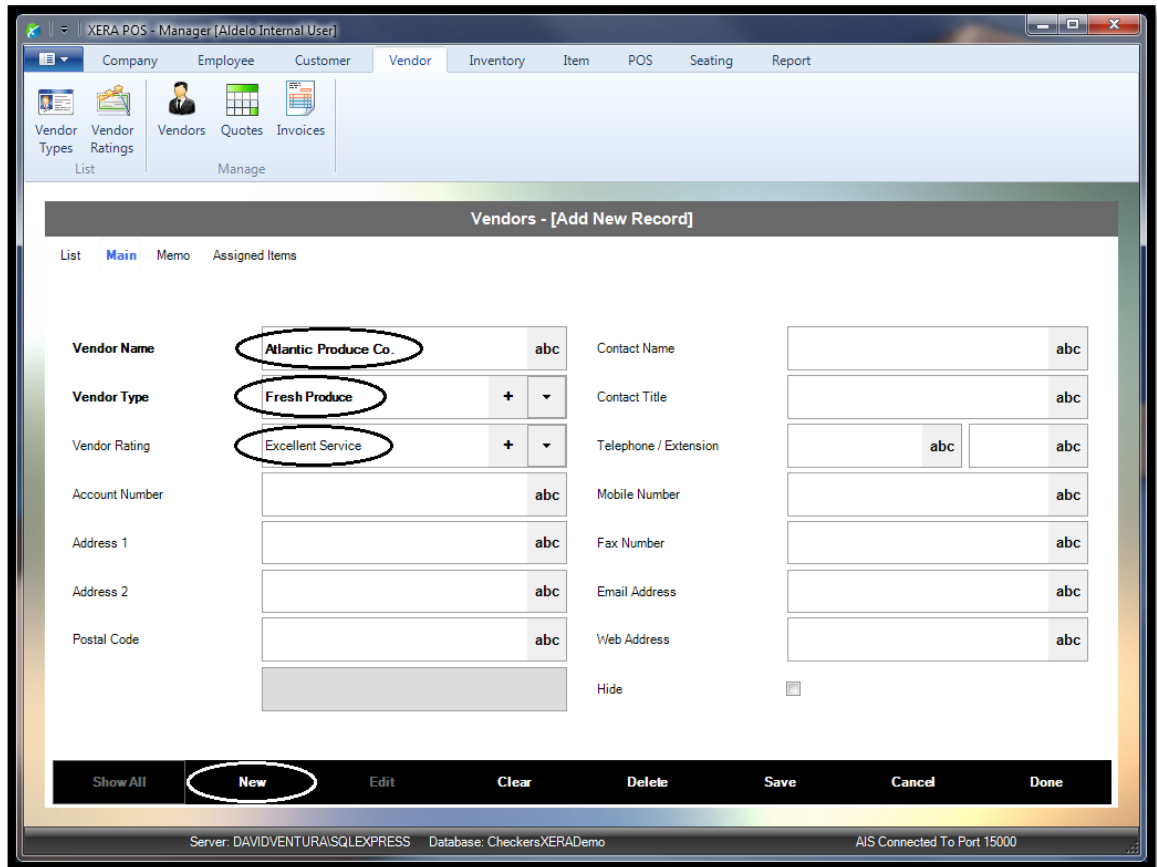 XERA POS - Manager [Aldelo Internal User]
Company Employee Customer Vendor Inventory Item POS Seating Report
Vendor Types Vendor Ratings Vendors Quotes Invoices
List Manage
Vendors - [Add New Record]
List Main Memo Assigned Items
Vendor Name Atlantic Produce Co. abc Contact Name abc
Vendor Type Fresh Produce + Contact Title abc
Vendor Rating Excellent Service + Telephone / Extension abc abc
Account Number abc Mobile Number abc
Address 1 abc Fax Number abc
Address 2 abc Email Address abc
Postal Code abc Web Address abc
Hide
Show All New Edit Clear Delete Save Cancel Done
Server: DAVIDVENTURA\SQLEXPRESS Database: CheckersXERADemo AIS Connected To Port 15000